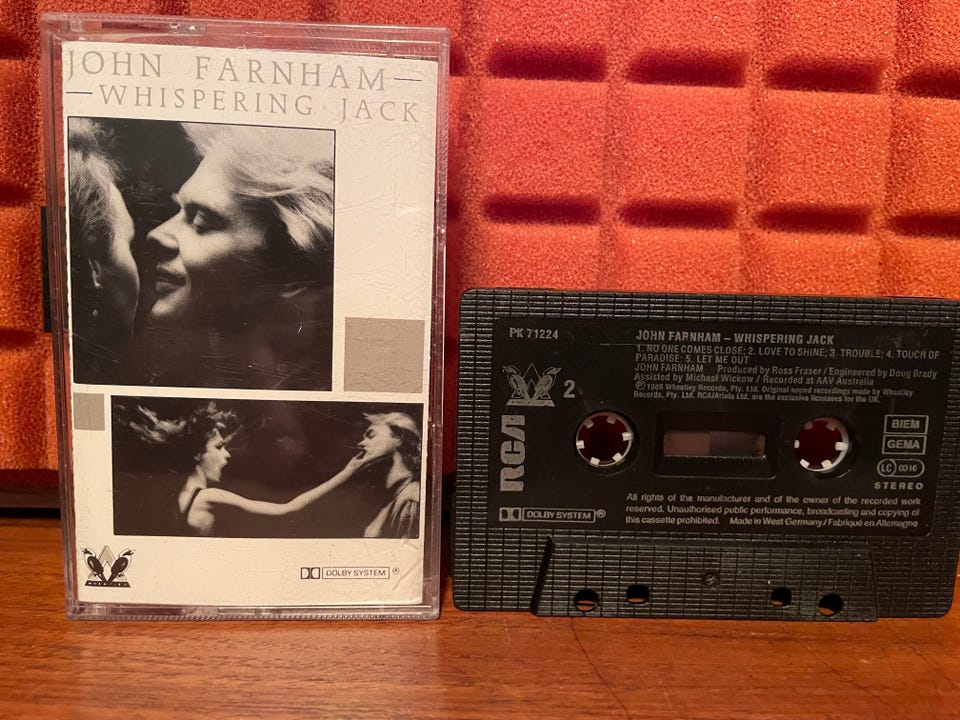 JOHN FARNHAM—
—WHISPERING JACK
WHEATLEY
DOLBY SYSTEM ®
PK 71224
JOHN FARNHAM – WHISPERING JACK
1. NO ONE COMES CLOSE; 2. LOVE TO SHINE; 3. TROUBLE; 4. TOUCH OF
PARADISE: 5. LET ME OUT
JOHN FARNHAM Produced by Ross Fraser / Engineered by Doug Brady
Assisted by Michael Wickow / Recorded at AAV Australia
℗ 1986 Wheatley Records, Pty. Ltd. Original sound recordings made by Wheatley
Records, Pty. Ltd. RCA/Ariola Ltd. are the exclusive licensees for the UK.
2
RCA
BIEM
GEMA
LC 0316
STEREO
All rights of the manufacturer and of the owner of the recorded work
reserved. Unauthorised public performance, broadcasting and copying of
this cassette prohibited. Made in West Germany / Fabriqué en Allemagne
DOLBY SYSTEM ®